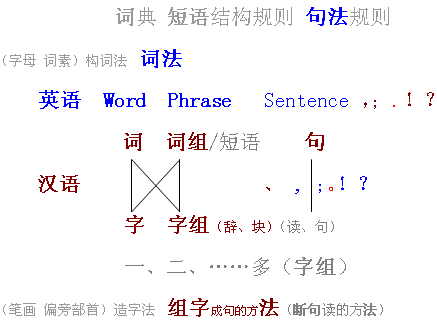 词典 短语结构规则 句法规则
(字母 词素) 构词法 词法
英语 Word Phrase Sentence ,; . ! ?
词 词组/短语 句
汉语 、 , ;。! ?
字 字组(辞、块)(读、句)
一、二、……多(字组)
(笔画 偏旁部首) 造字法 组字成句的方法 (断句读的方法)